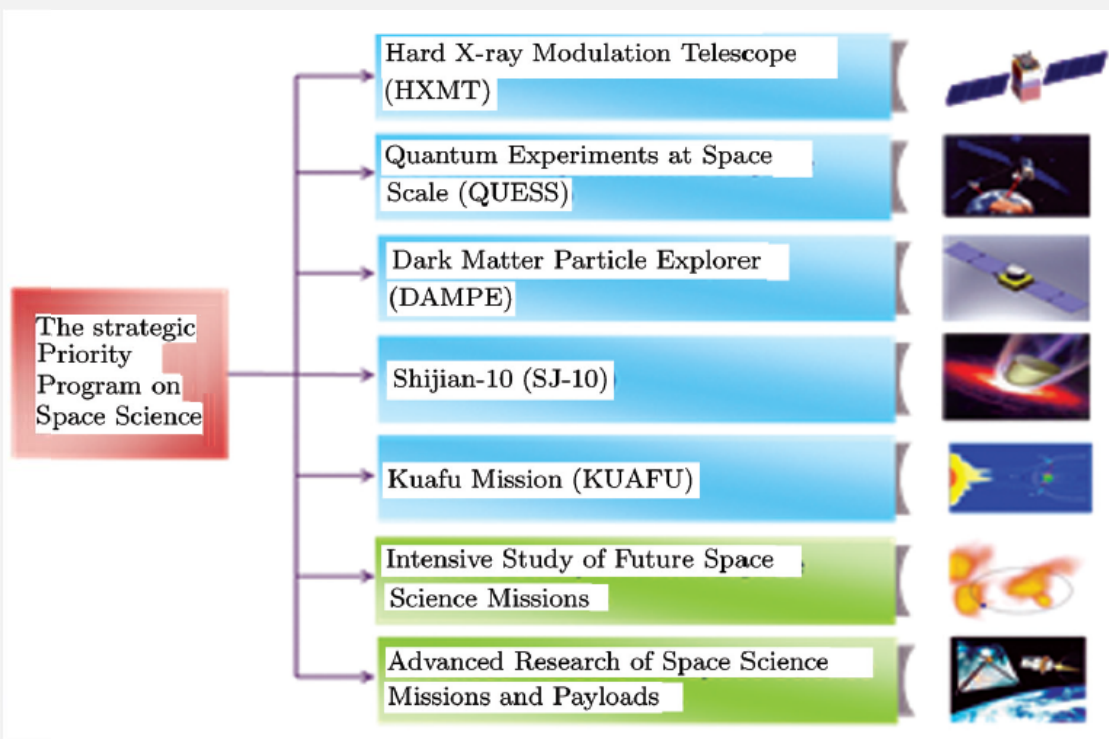 Hard X-ray Modulation Telescope
(HXMT)
Quantum Experiments at Space
Scale (QUESS)
Dark Matter Particle Explorer
(DAMPE)
The strategic
Priority
Program on
Space Science
Shijian-10 (SJ-10)
Kuafu Mission (KUAFU)
Intensive Study of Future Space
Science Missions
Advanced Research of Space Science
Missions and Payloads